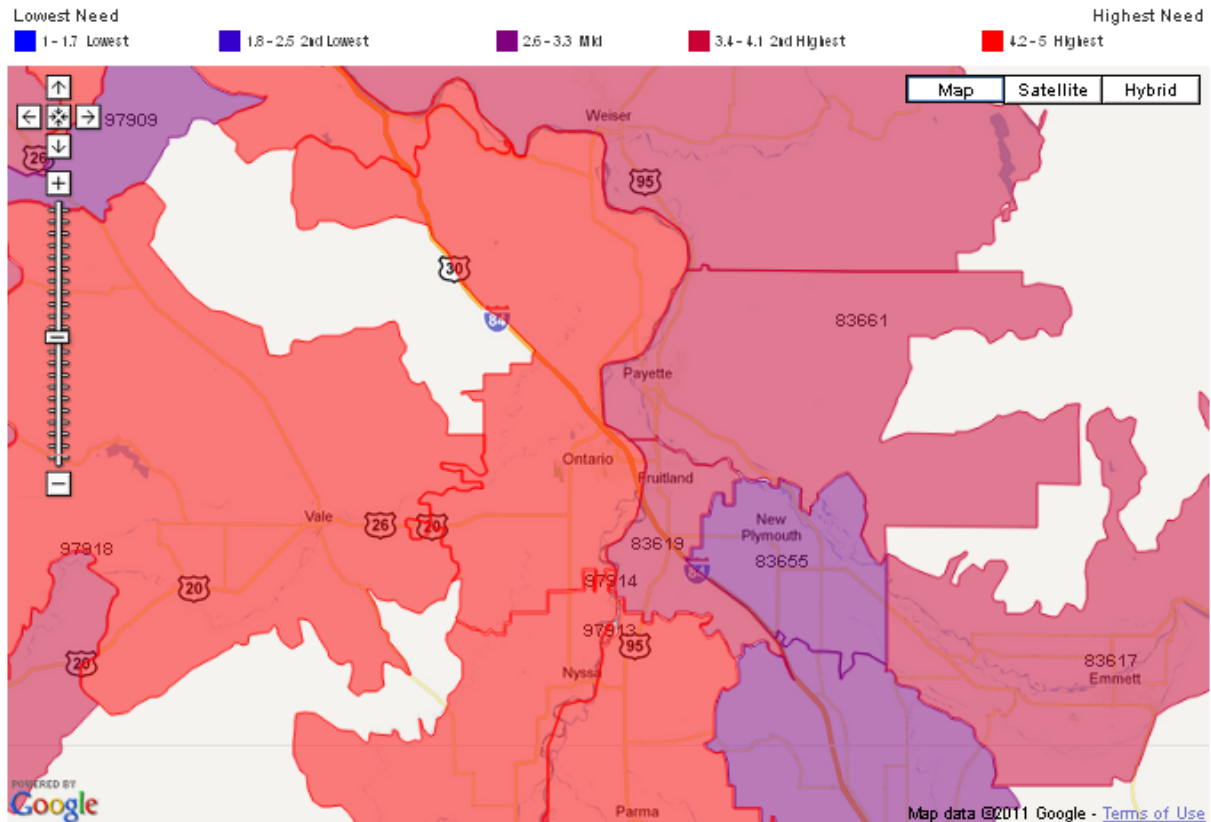 Lowest Need Highest Need
1 - 1.7 Lowest 1.8 - 2.5 2nd Lowest 2.6 - 3.3 Mid 3.4 - 4.1 2nd Highest 4.2 - 5 Highest
Map Satellite Hybrid
97909
Weiser
26
95
30
84
83661
Payette
Ontario
Fruitland
Vale
26
20
New
Plymouth
97918
83619
83655
84
20
97914
97913
95
20
Nyssa
83617
Emmett
POWERED BY
Google
Parma
Map data ©2011 Google - Terms of Use